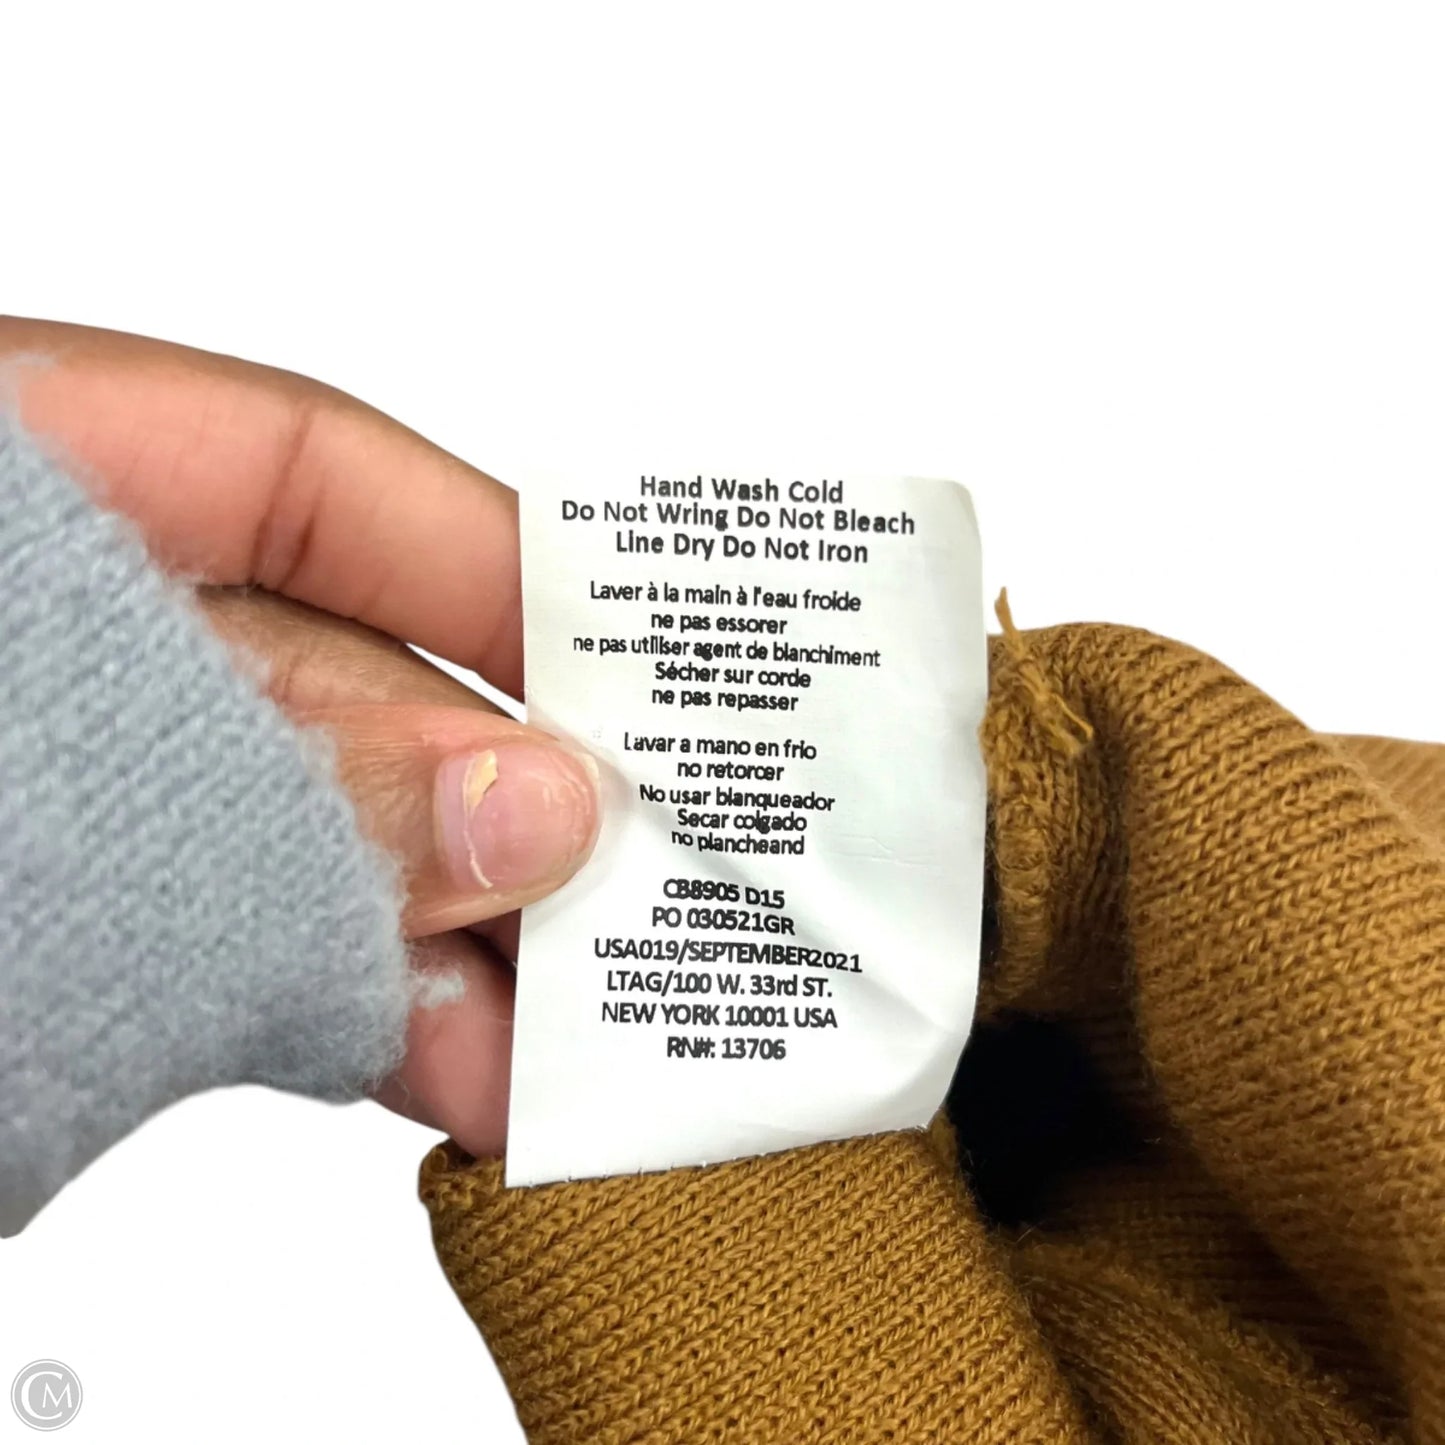 Hand Wash Cold
Do Not Wring Do Not Bleach
Line Dry Do Not Iron
Laver à la main à l'eau froide
ne pas essorer
ne pas utiliser agent de blanchiment
Sécher sur corde
ne pas repasser
Lavar a mano en frio
no retorcer
No usar blanqueador
Secar colgado
no plancheand
CB8905 D15
PO 030521GR
USA019/SEPTEMBER2021
LTAG/100 W. 33rd ST.
NEW YORK 10001 USA
RN#: 13706
CM